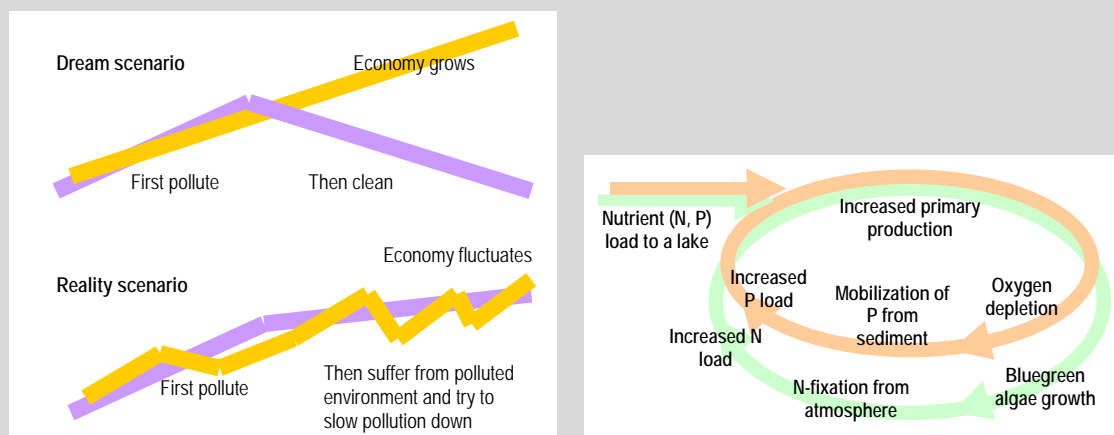 Dream scenario
Economy grows
First pollute
Then clean
Economy fluctuates
Reality scenario
First pollute
Then suffer from polluted
environment and try to
slow pollution down
Nutrient (N, P)
load to a lake
Increased primary
production
Increased
P load
Mobilization of
P from
sediment
Oxygen
depletion
Increased N
load
N-fixation from
atmosphere
Bluegreen
algae growth